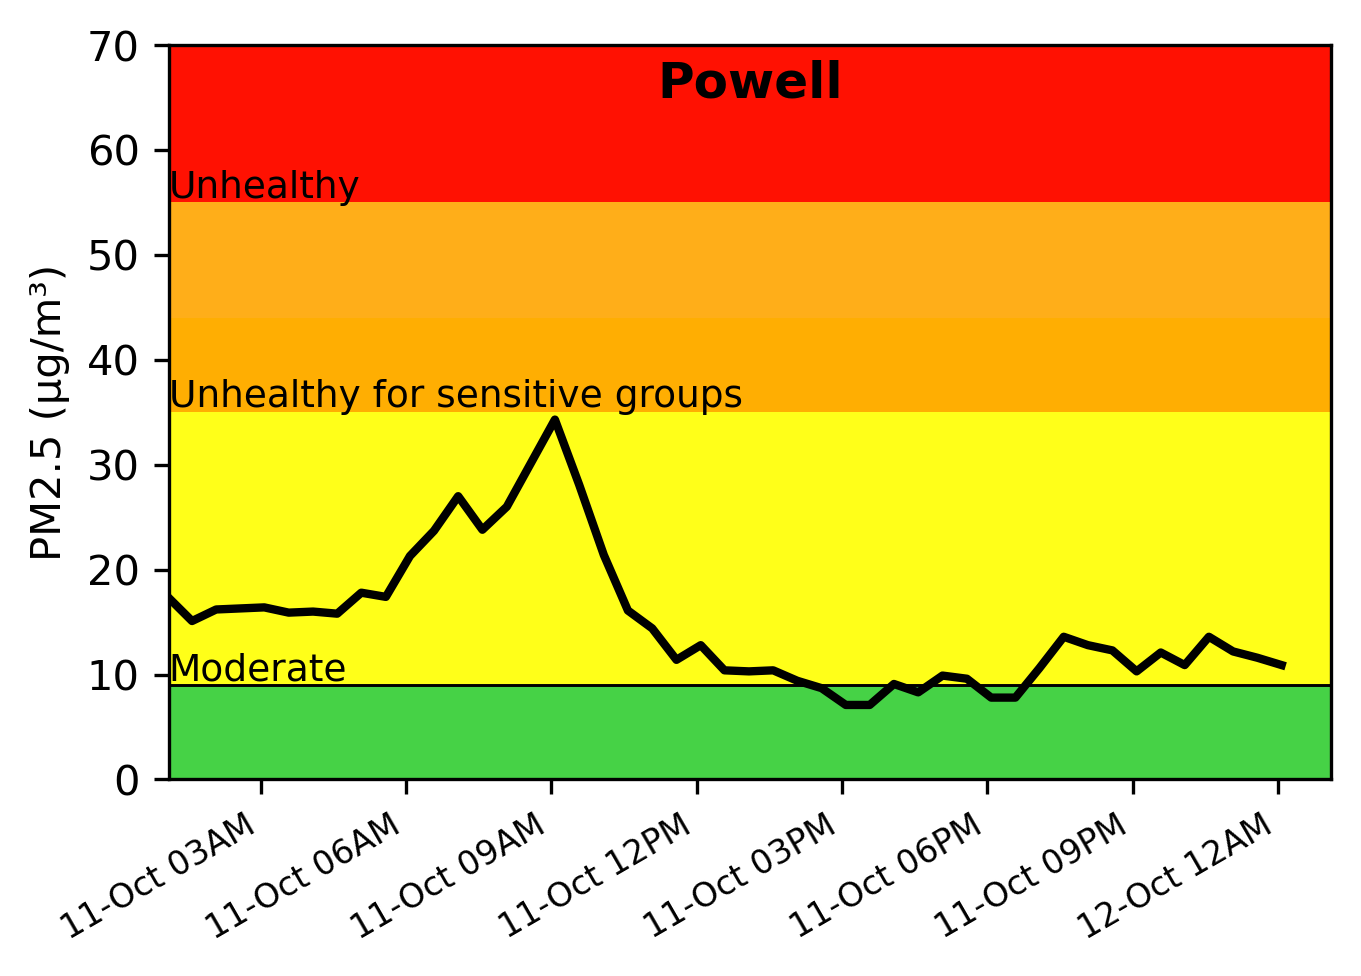 Powell
70
60
50
40
30
20
10
0
PM2.5 (µg/m³)
Unhealthy
Unhealthy for sensitive groups
Moderate
11-Oct 03AM
11-Oct 06AM
11-Oct 09AM
11-Oct 12PM
11-Oct 03PM
11-Oct 06PM
11-Oct 09PM
12-Oct 12AM